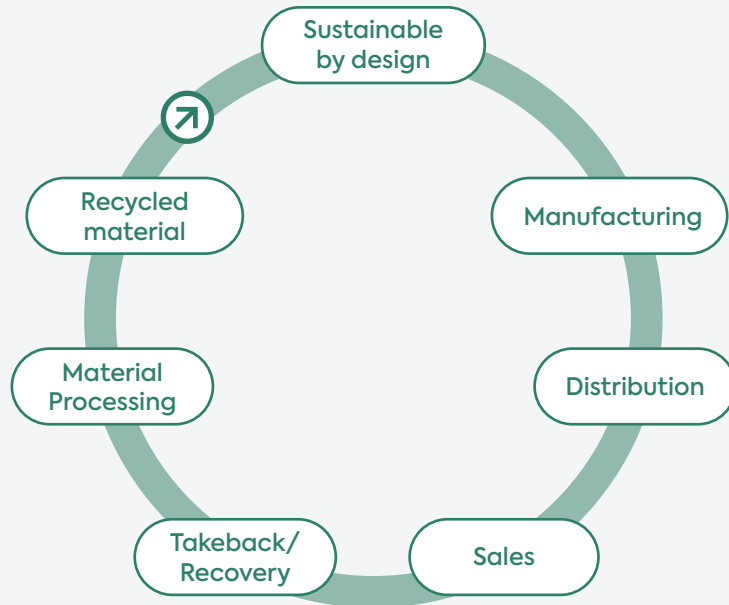 Sustainable
by design
Recycled
material
Manufacturing
Material
Processing
Distribution
Takeback/
Recovery
Sales